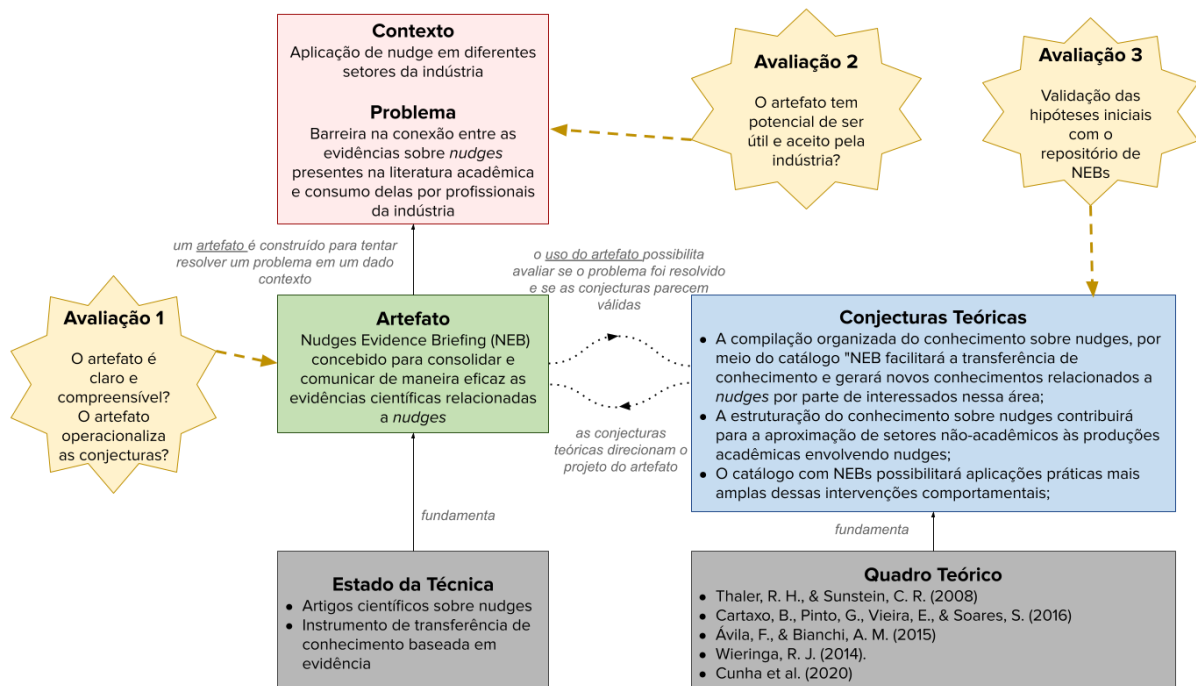 Contexto
Aplicação de nudge em diferentes
setores da indústria
Problema
Barreira na conexão entre as
evidências sobre nudges
presentes na literatura acadêmica
e consumo delas por profissionais
da indústria
Avaliação 2
O artefato tem
potencial de ser
útil e aceito pela
indústria?
Avaliação 3
Validação das
hipóteses iniciais
com o
repositório de
NEBs
um artefato é construído para tentar
resolver um problema em um dado
contexto
o uso do artefato possibilita
avaliar se o problema foi resolvido
e se as conjecturas parecem
válidas
Avaliação 1
O artefato é
claro e
compreensível?
O artefato
operacionaliza
as conjecturas?
Artefato
Nudges Evidence Briefing (NEB)
concebido para consolidar e
comunicar de maneira eficaz as
evidências científicas relacionadas
a nudges
as conjecturas
teóricas direcionam o
projeto do artefato
Conjecturas Teóricas
● A compilação organizada do conhecimento sobre nudges, por
meio do catálogo "NEB facilitará a transferência de
conhecimento e gerará novos conhecimentos relacionados a
nudges por parte de interessados nessa área;
● A estruturação do conhecimento sobre nudges contribuirá
para a aproximação de setores não-acadêmicos às produções
acadêmicas envolvendo nudges;
● O catálogo com NEBs possibilitará aplicações práticas mais
amplas dessas intervenções comportamentais;
fundamenta
fundamenta
Estado da Técnica
● Artigos científicos sobre nudges
● Instrumento de transferência de
conhecimento baseada em
evidência
Quadro Teórico
● Thaler, R. H., & Sunstein, C. R. (2008)
● Cartaxo, B., Pinto, G., Vieira, E., & Soares, S. (2016)
● Ávila, F., & Bianchi, A. M. (2015)
● Wieringa, R. J. (2014).
● Cunha et al. (2020)